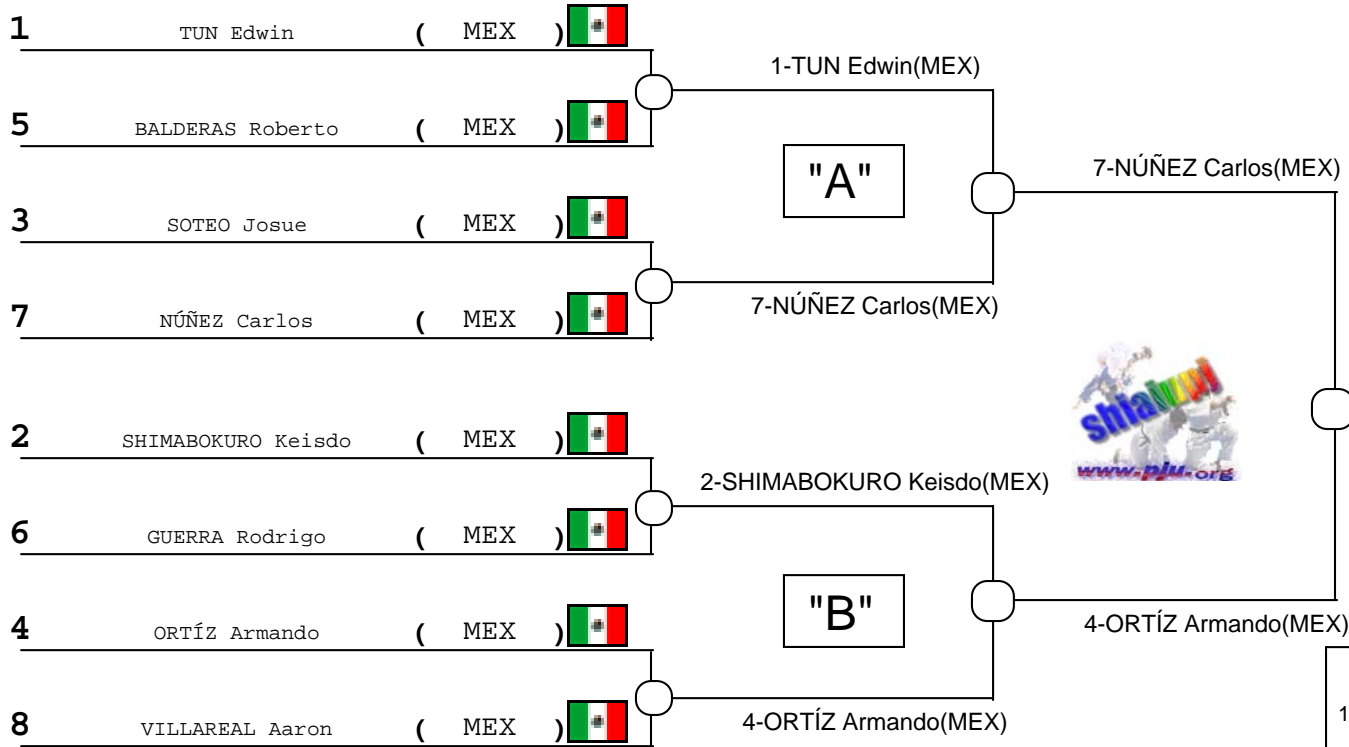 1 TUN Edwin ( MEX )
5 BALDERAS Roberto ( MEX )
3 SOTEO Josue ( MEX )
7 NÚÑEZ Carlos ( MEX )
2 SHIMABOKURO Keisdo ( MEX )
6 GUERRA Rodrigo ( MEX )
4 ORTÍZ Armando ( MEX )
8 VILLAREAL Aaron ( MEX )
1-TUN Edwin(MEX)
"A"
7-NÚÑEZ Carlos(MEX)
2-SHIMABOKURO Keisdo(MEX)
"B"
4-ORTÍZ Armando(MEX)
7-NÚÑEZ Carlos(MEX)
www.pju.org
4-ORTÍZ Armando(MEX)
1